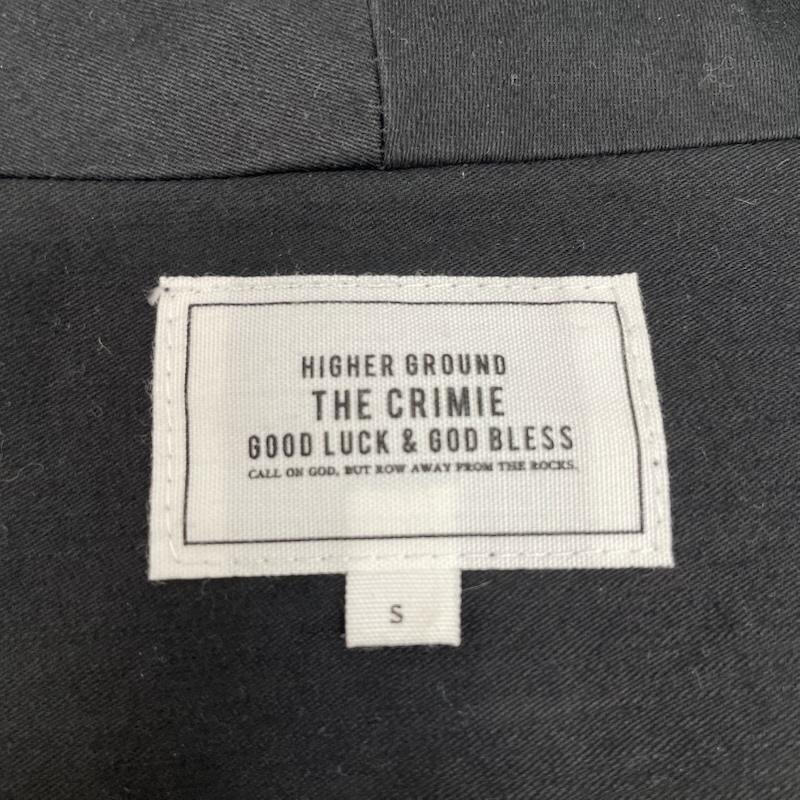 HIGHER GROUND
THE CRIMIE
GOOD LUCK & GOD BLESS
CALL ON GOD, BUT ROW AWAY FROM THE ROCKS.
S